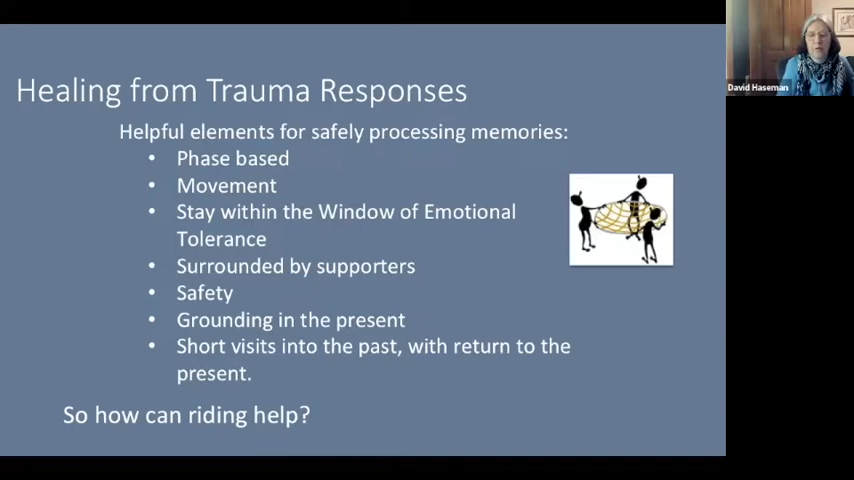 Healing from Trauma Responses
Helpful elements for safely processing memories:
• Phase based
• Movement
• Stay within the Window of Emotional
Tolerance
• Surrounded by supporters
• Safety
• Grounding in the present
• Short visits into the past, with return to the
present.
So how can riding help?
David Haseman